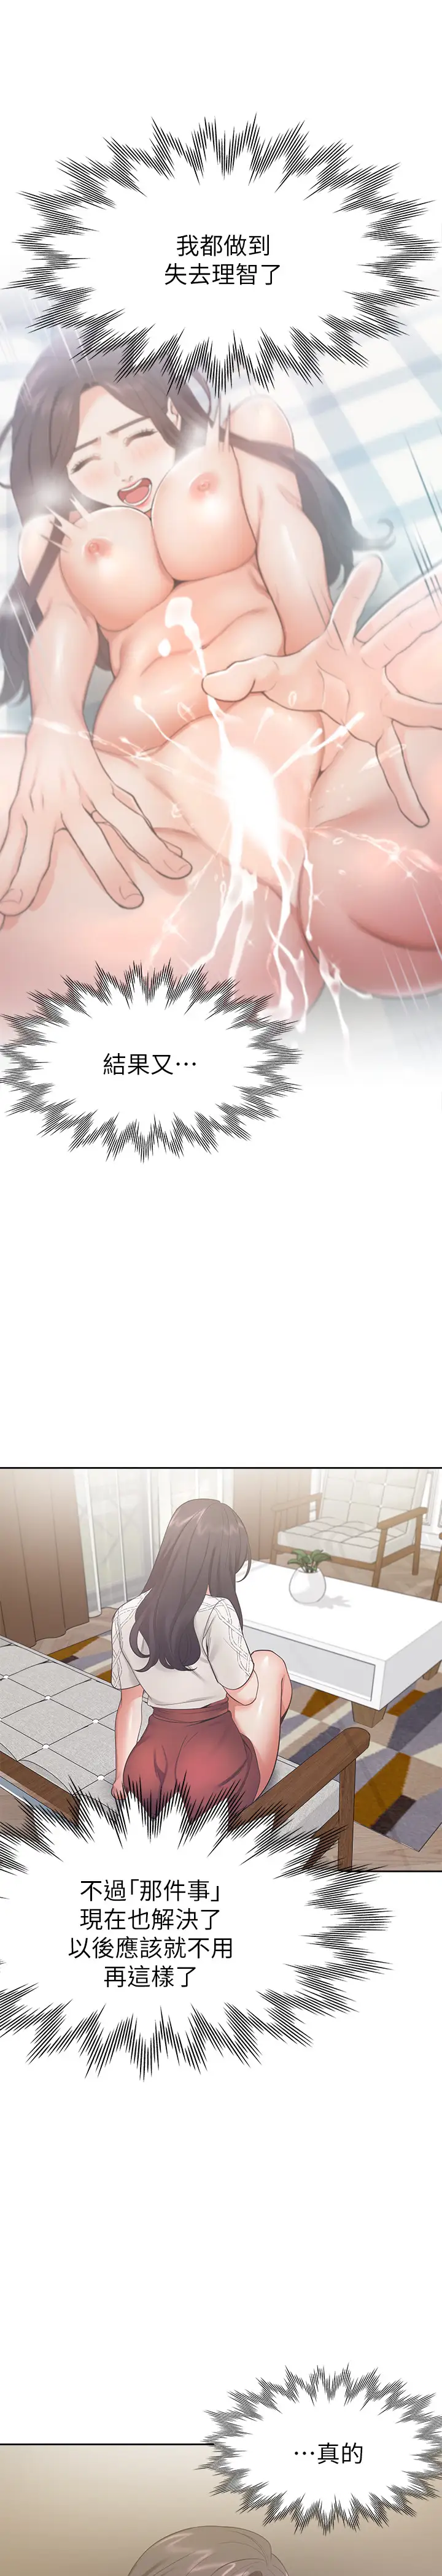 我都做到
失去理智了
結果又…
不過「那件事」
現在也解決了
以後應該就不用
再這樣了
…真的